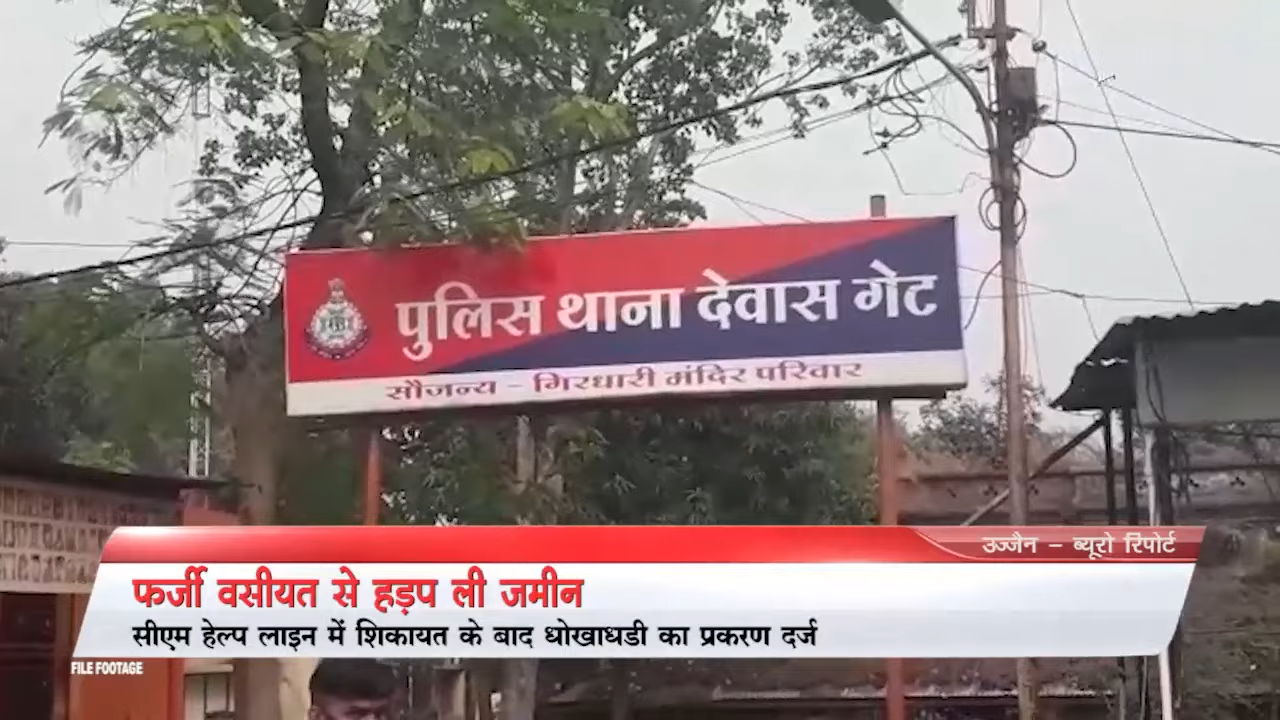 पुलिस थाना देवास गेट
सौजन्य - गिरधारी मंदिर परिवार
उज्जैन - ब्यूरो रिपोर्ट
फर्जी वसीयत से हड़प ली जमीन
सीएम हेल्प लाइन में शिकायत के बाद धोखाधडी का प्रकरण दर्ज
FILE FOOTAGE